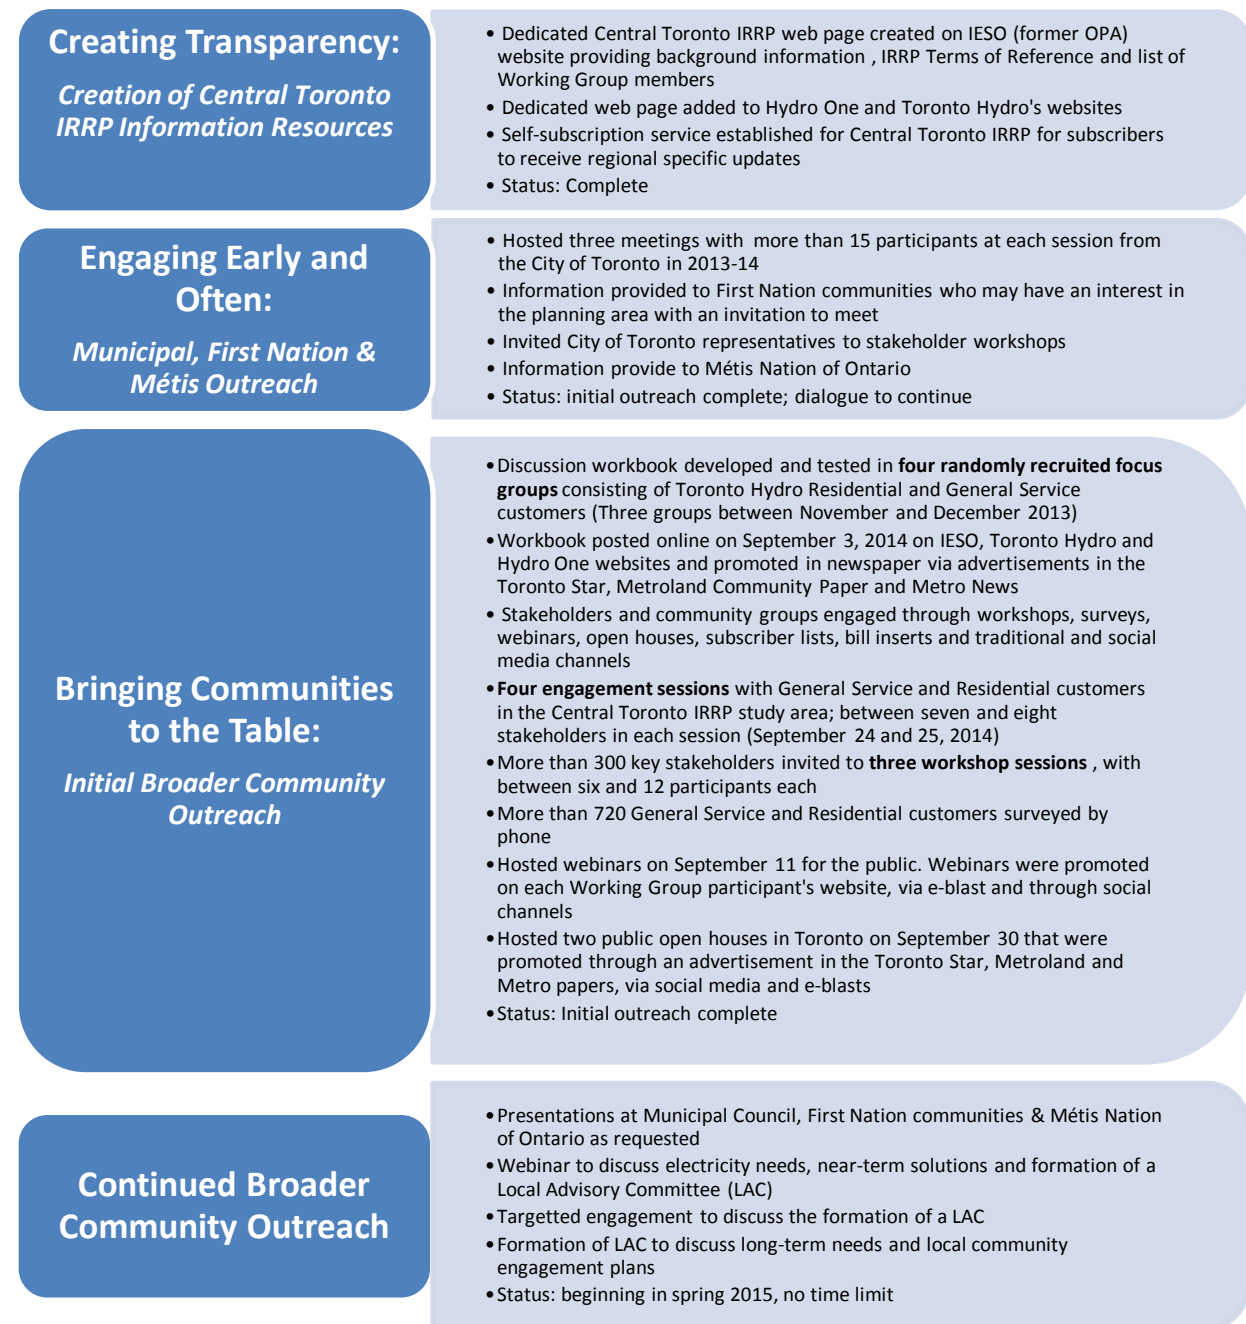 Creating Transparency:
Creation of Central Toronto
IRRP Information Resources
• Dedicated Central Toronto IRRP web page created on IESO (former OPA)
website providing background information , IRRP Terms of Reference and list of
Working Group members
• Dedicated web page added to Hydro One and Toronto Hydro's websites
• Self-subscription service established for Central Toronto IRRP for subscribers
to receive regional specific updates
• Status: Complete
Engaging Early and
Often:
Municipal, First Nation &
Métis Outreach
• Hosted three meetings with more than 15 participants at each session from
the City of Toronto in 2013-14
• Information provided to First Nation communities who may have an interest in
the planning area with an invitation to meet
• Invited City of Toronto representatives to stakeholder workshops
• Information provide to Métis Nation of Ontario
• Status: initial outreach complete; dialogue to continue
Bringing Communities
to the Table:
Initial Broader Community
Outreach
• Discussion workbook developed and tested in four randomly recruited focus
groups consisting of Toronto Hydro Residential and General Service
customers (Three groups between November and December 2013)
• Workbook posted online on September 3, 2014 on IESO, Toronto Hydro and
Hydro One websites and promoted in newspaper via advertisements in the
Toronto Star, Metroland Community Paper and Metro News
• Stakeholders and community groups engaged through workshops, surveys,
webinars, open houses, subscriber lists, bill inserts and traditional and social
media channels
• Four engagement sessions with General Service and Residential customers
in the Central Toronto IRRP study area; between seven and eight
stakeholders in each session (September 24 and 25, 2014)
• More than 300 key stakeholders invited to three workshop sessions , with
between six and 12 participants each
• More than 720 General Service and Residential customers surveyed by
phone
• Hosted webinars on September 11 for the public. Webinars were promoted
on each Working Group participant's website, via e-blast and through social
channels
• Hosted two public open houses in Toronto on September 30 that were
promoted through an advertisement in the Toronto Star, Metroland and
Metro papers, via social media and e-blasts
• Status: Initial outreach complete
Continued Broader
Community Outreach
• Presentations at Municipal Council, First Nation communities & Métis Nation
of Ontario as requested
• Webinar to discuss electricity needs, near-term solutions and formation of a
Local Advisory Committee (LAC)
• Targetted engagement to discuss the formation of a LAC
• Formation of LAC to discuss long-term needs and local community
engagement plans
• Status: beginning in spring 2015, no time limit